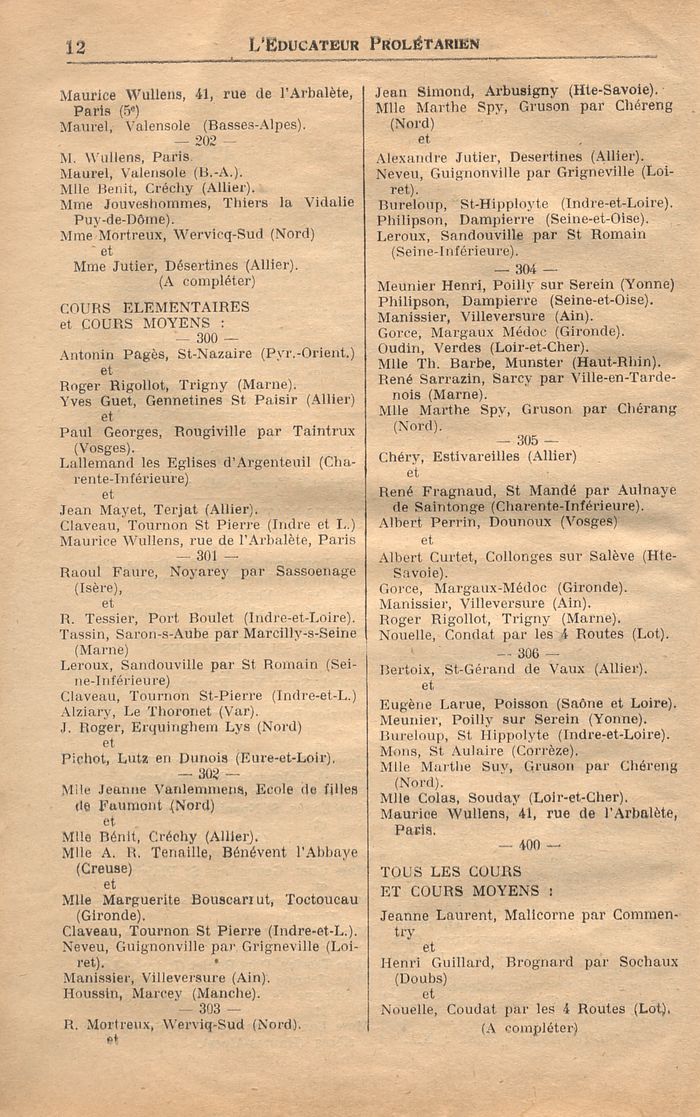 12
L'EDUCATEUR PROLÉTARIEN
Maurice Wullens, 41, rue de l'Arbalète,
Paris (5e)
Maurel, Valensole (Basses-Alpes).
— 202 —
M. Wullens, Paris.
Maurel, Valensole (B.-A.).
Mlle Benit, Créchy (Allier).
Mme Jouveshommes, Thiers la Vidalie
Puy-de-Dôme).
Mme Mortreux, Wervicq-Sud (Nord)
et
Mme Jutier, Désertines (Allier).
(A compléter)
COURS ELEMENTAIRES
et COURS MOYENS :
— 300 —
Antonin Pagès, St-Nazaire (Pyr.-Orient.)
et
Roger Rigollot, Trigny (Marne).
Yves Guet, Gennetines St Paisir (Allier)
et
Paul Georges, Rougiville par Taintrux
(Vosges).
Lallemand les Eglises d'Argenteuil (Cha-
rente-Inférieure)
et
Jean Mayet, Terjat (Allier).
Claveau, Tournon St Pierre (Indre et L.)
Maurice Wullens, rue de l'Arbalète, Paris
— 301 —
Raoul Faure, Noyarey par Sassoenage
(Isère),
et
R. Tessier, Port Boulet (Indre-et-Loire).
Tassin, Saron-s-Aube par Marcilly-s-Seine
(Marne)
Leroux, Sandouville par St Romain (Sei-
ne-Inférieure)
Claveau, Tournon St-Pierre (Indre-et-L.)
Alziary, Le Thoronet (Var).
J. Roger, Erquinghem Lys (Nord)
et
Pichot, Lutz en Dunois (Eure-et-Loir).
— 302 —
Mlle Jeanne Vanlemmens, Ecole de filles
de Faumont (Nord)
et
Mlle Bénit, Créchy (Allier).
Mlle A. R. Tenaille, Bénévent l'Abbaye
(Creuse)
et
Mlle Marguerite Bouscarrut, Toctoucau
(Gironde).
Claveau, Tournon St Pierre (Indre-et-L.).
Neveu, Guignonville par Grigneville (Loi-
ret).
Manissier, Villeversure (Ain).
Houssin, Marcey (Manche).
— 303 —
R. Mortreux, Werviq-Sud (Nord).
et
Jean Simond, Arbusigny (Hte-Savoie).
Mlle Marthe Spy, Gruson par Chéreng
(Nord)
et
Alexandre Jutier, Desertines (Allier).
Neveu, Guignonville par Grigneville (Loi-
ret).
Bureloup, St-Hipployte (Indre-et-Loire).
Philipson, Dampierre (Seine-et-Oise).
Leroux, Sandouville par St Romain
(Seine-Inférieure).
— 304 —
Meunier Henri, Poilly sur Serein (Yonne)
Philipson, Dampierre (Seine-et-Oise).
Manissier, Villeversure (Ain).
Gorce, Margaux Médoc (Gironde).
Oudin, Verdes (Loir-et-Cher).
Mlle Th. Barbe, Munster (Haut-Rhin).
René Sarrazin, Sarcy par Ville-en-Tarde-
nois (Marne).
Mlle Marthe Spy, Gruson par Chérang
(Nord).
— 305 —
Chéry, Estivareilles (Allier)
et
René Fragnaud, St Mandé par Aulnaye
de Saintonge (Charente-Inférieure).
Albert Perrin, Dounoux (Vosges)
et
Albert Curtet, Collonges sur Salève (Hte-
Savoie).
Gorce, Margaux-Médoc (Gironde).
Manissier, Villeversure (Ain).
Roger Rigollot, Trigny (Marne).
Nouelle, Condat par les 4 Routes (Lot).
— 306 —
Bertoix, St-Gérand de Vaux (Allier).
et
Eugène Larue, Poisson (Saône et Loire).
Meunier, Poilly sur Serein (Yonne).
Bureloup, St Hippolyte (Indre-et-Loire).
Mons, St Aulaire (Corrèze).
Mlle Marthe Suy, Gruson par Chéreng
(Nord).
Mlle Colas, Souday (Loir-et-Cher).
Maurice Wullens, 41, rue de l'Arbalète,
Paris.
— 400 —
TOUS LES COURS
ET COURS MOYENS :
Jeanne Laurent, Malicorne par Commen-
try
et
Henri Guillard, Brognard par Sochaux
(Doubs)
et
Nouelle, Coudat par les 4 Routes (Lot).
(A compléter)